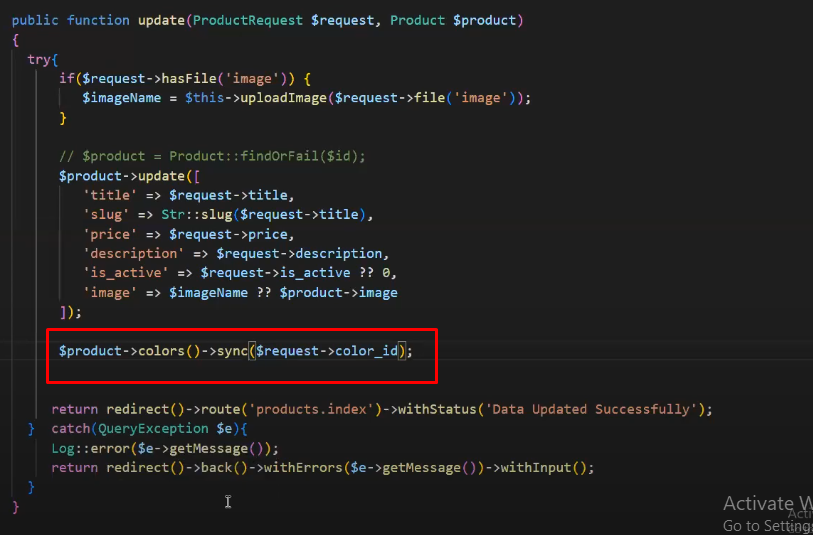 public function update(ProductRequest $request, Product $product)
{
try{
if($request->hasFile('image')) {
$imageName = $this->uploadImage($request->file('image'));
}
// $product = Product::findOrFail($id);
$product->update([
'title' => $request->title,
'slug' => Str::slug($request->title),
'price' => $request->price,
'description' => $request->description,
'is_active' => $request->is_active ?? 0,
'image' => $imageName ?? $product->image
]);
$product->colors()->sync($request->color_id);
return redirect()->route('products.index')->withStatus('Data Updated Successfully');
} catch(QueryException $e){
Log::error($e->getMessage());
return redirect()->back()->withErrors($e->getMessage())->withInput();
}
}
Activate W
Go to Setting